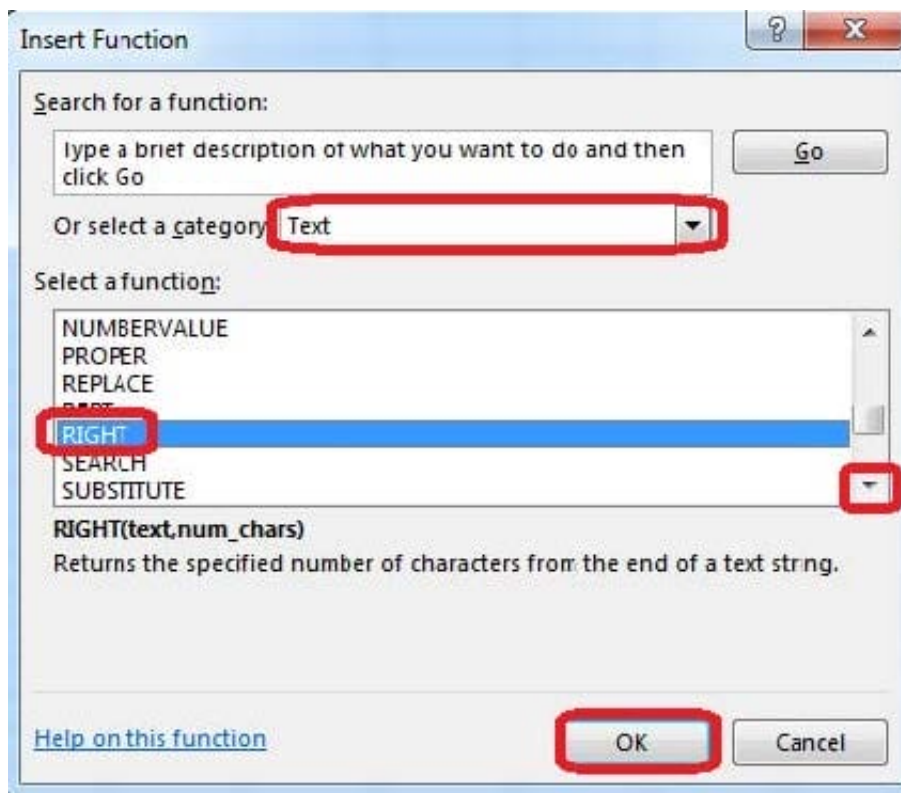 Insert Function
Search for a function:
Type a brief description of what you want to do and then
click Go
Go
Or select a category
Text
Select a function:
NUMBERVALUE
PROPER
REPLACE
REPT
RIGHT
SEARCH
SUBSTITUTE
RIGHT(text,num_chars)
Returns the specified number of characters from the end of a text string.
Help on this function
OK
Cancel